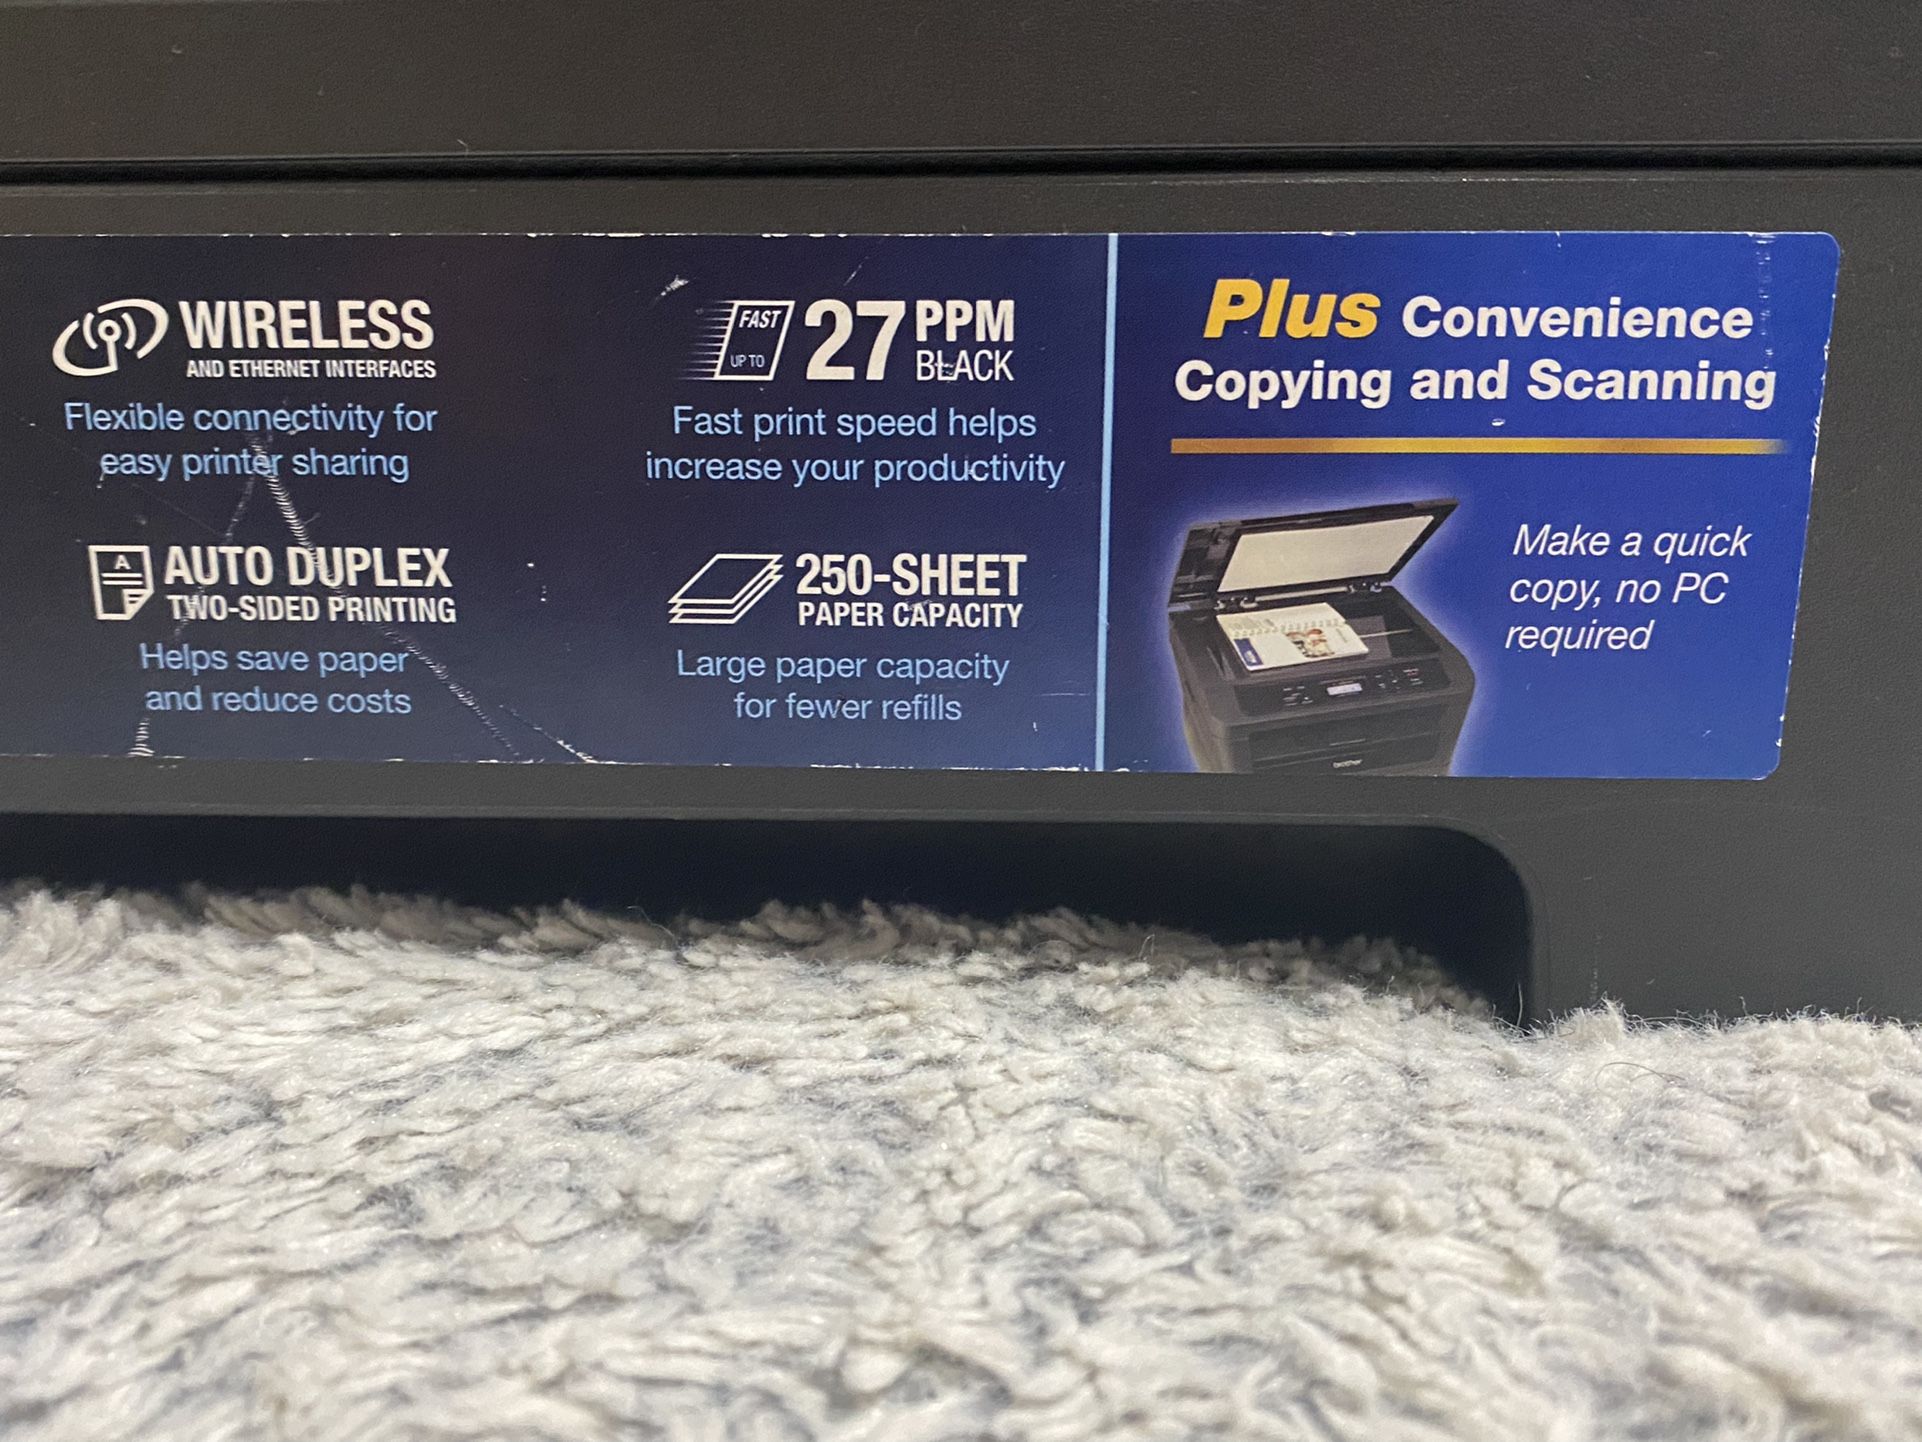 WIRELESS
AND ETHERNET INTERFACES
Flexible connectivity for
easy printer sharing
A
AUTO DUPLEX
TWO-SIDED PRINTING
Helps save paper
and reduce costs
FAST
UP TO
27 PPM
BLACK
Fast print speed helps
increase your productivity
250-SHEET
PAPER CAPACITY
Large paper capacity
for fewer refills
Plus Convenience
Copying and Scanning
Make a quick
copy, no PC
required
brother